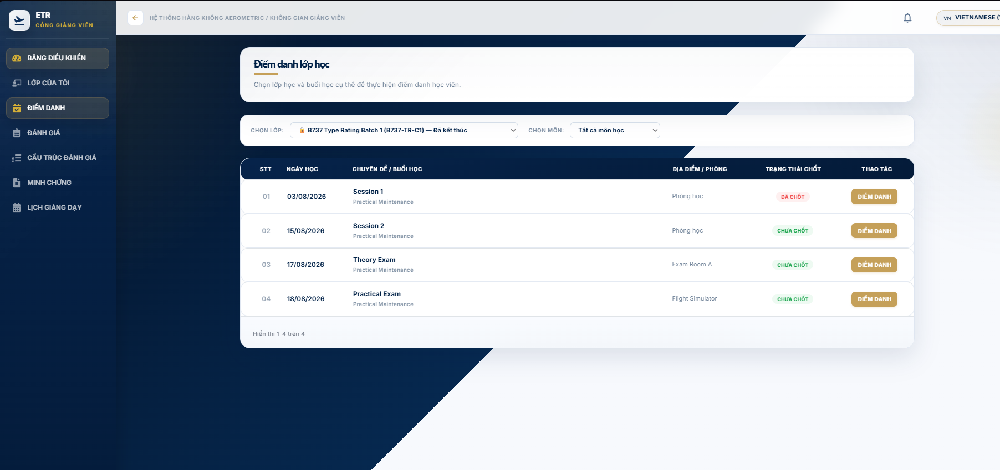 ETR
CỔNG GIẢNG VIÊN
BẢNG ĐIỀU KHIỂN
LỚP CỦA TÔI
ĐIỂM DANH
ĐÁNH GIÁ
CẤU TRÚC ĐÁNH GIÁ
MINH CHỨNG
LỊCH GIẢNG DẠY
HỆ THỐNG HÀNG KHÔNG AEROMETRIC / KHÔNG GIAN GIẢNG VIÊN
VN VIETNAMESE (
Điểm danh lớp học
Chọn lớp học và buổi học cụ thể để thực hiện điểm danh học viên.
CHỌN LỚP: B737 Type Rating Batch 1 (B737-TR-C1) — Đã kết thúc CHỌN MÔN: Tất cả môn học
STT NGÀY HỌC CHUYÊN ĐỀ / BUỔI HỌC ĐỊA ĐIỂM / PHÒNG TRẠNG THÁI CHỐT THAO TÁC
01 03/08/2026 Session 1 Phòng học ĐÃ CHỐT ĐIỂM DANH
Practical Maintenance
02 15/08/2026 Session 2 Phòng học CHƯA CHỐT ĐIỂM DANH
Practical Maintenance
03 17/08/2026 Theory Exam Exam Room A CHƯA CHỐT ĐIỂM DANH
Practical Maintenance
04 18/08/2026 Practical Exam Flight Simulator CHƯA CHỐT ĐIỂM DANH
Practical Maintenance
Hiển thị 1–4 trên 4